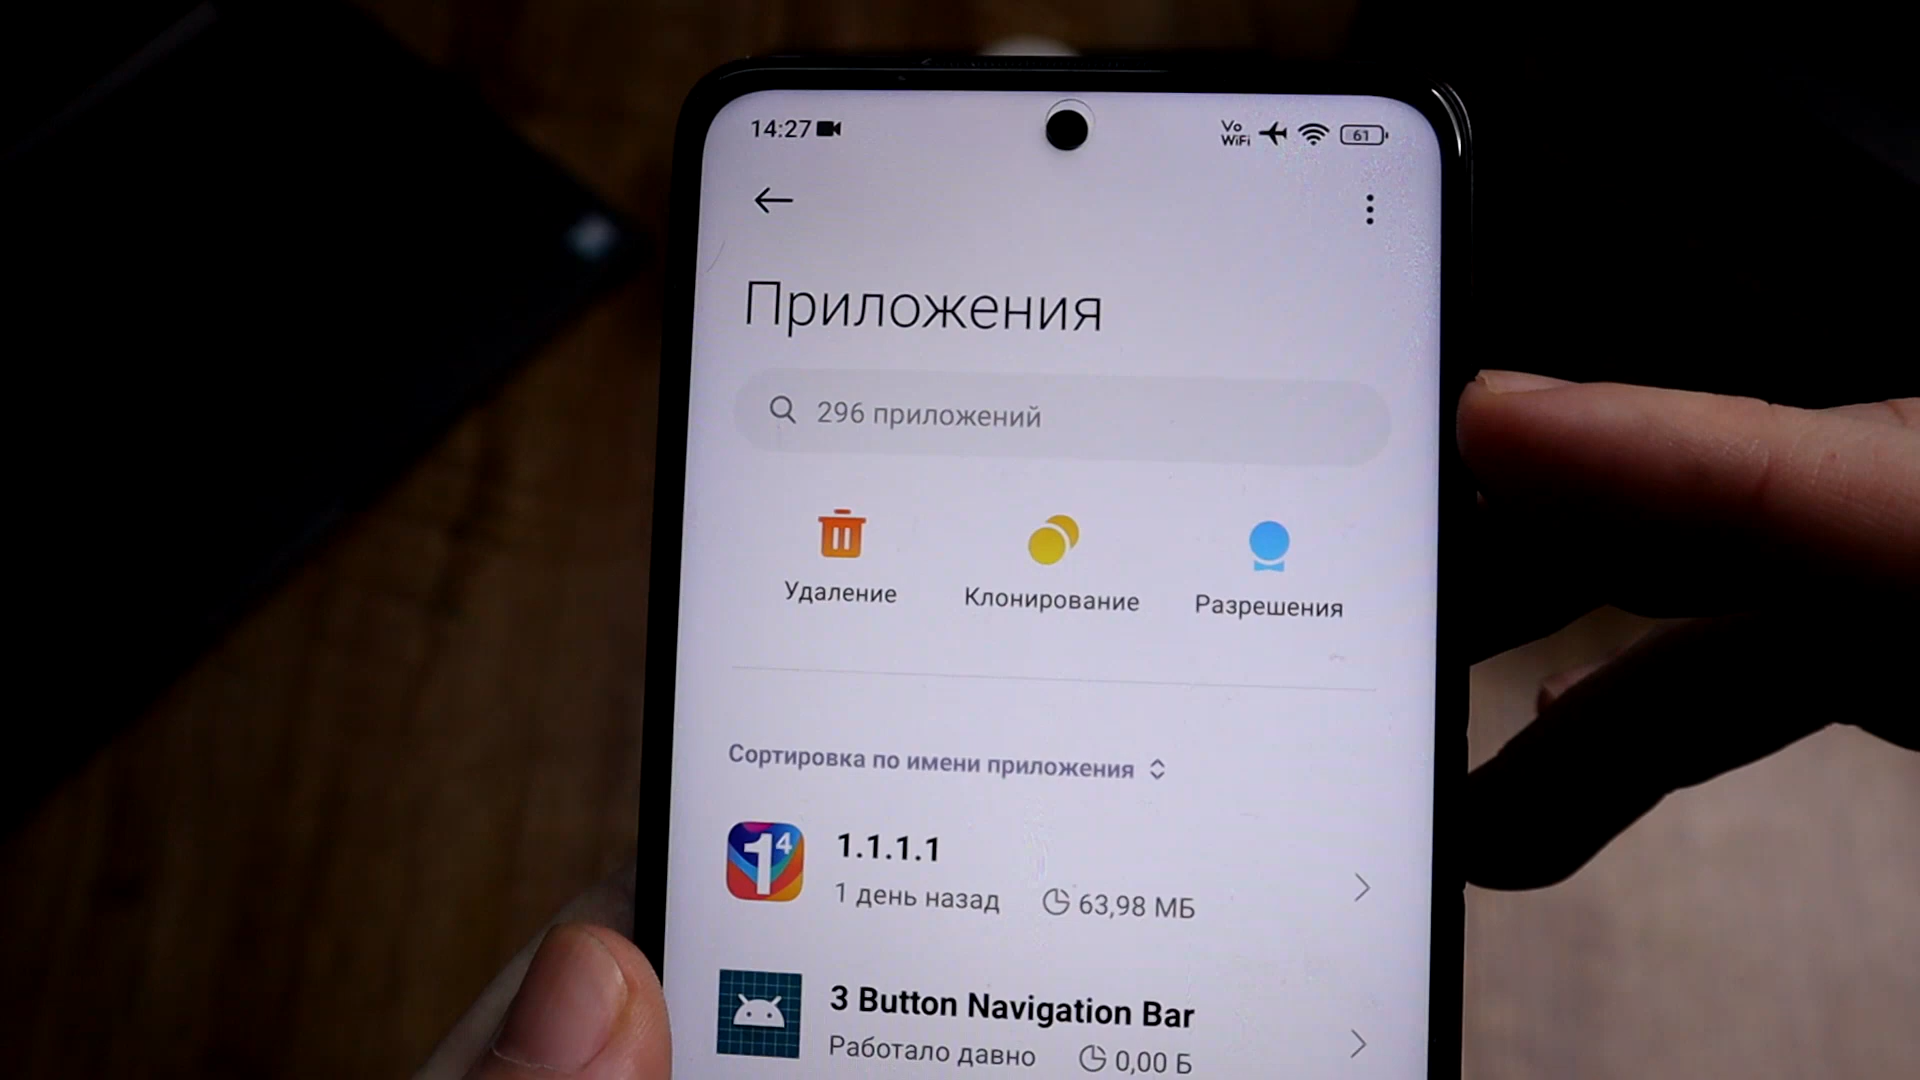 14:27
Vo
WiFi
61
Приложения
296 приложений
Удаление
Клонирование
Разрешения
Сортировка по имени приложения
1⁴
1.1.1.1
1 день назад
63,98 МБ
3 Button Navigation Bar
Работало давно
0,00 Б